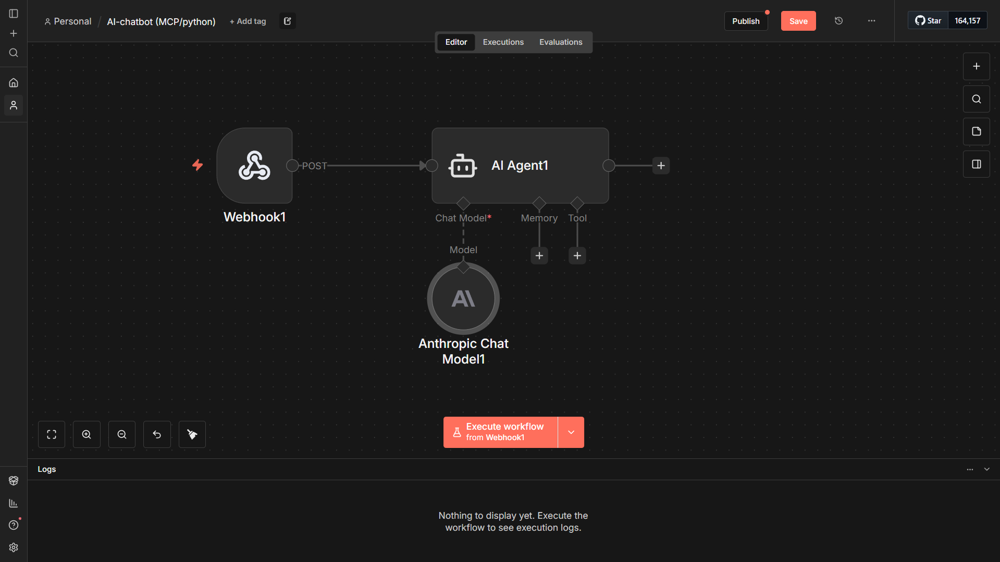 Personal / AI-chatbot (MCP/python) + Add tag
Publish
Save
Star 164,157
Editor Executions Evaluations
POST
AI Agent1
Webhook1
Chat Model*
Memory
Tool
Model
Anthropic Chat
Model1
Execute workflow
from Webhook1
Logs
Nothing to display yet. Execute the
workflow to see execution logs.